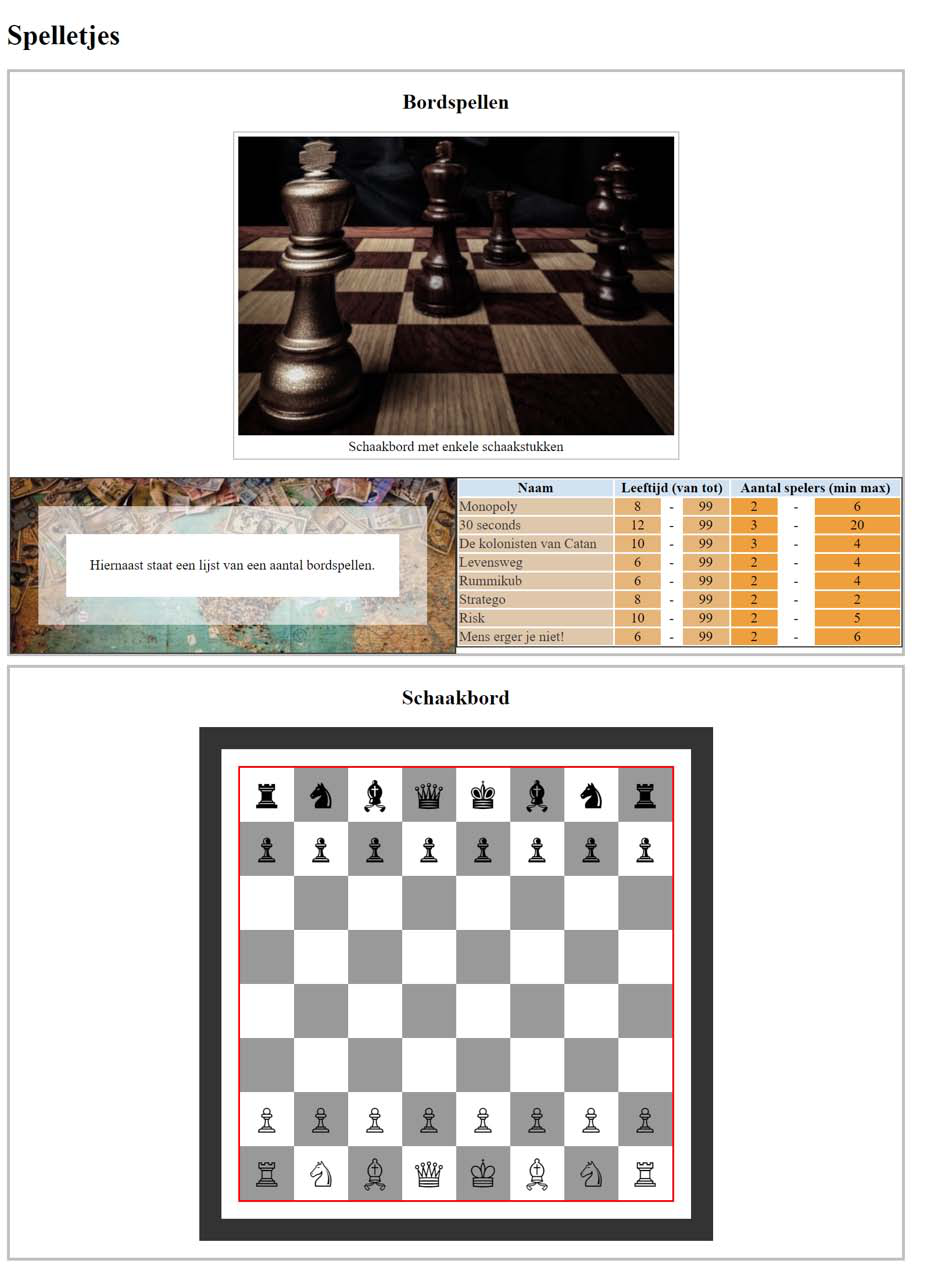 Spelletjes
Bordspellen
Schaakbord met enkele schaakstukken
Hiernaast staat een lijst van een aantal bordspellen.
Naam Leeftijd (van tot) Aantal spelers (min max)
Monopoly 8 - 99 2 - 6
30 seconds 12 - 99 3 - 20
De kolonisten van Catan 10 - 99 3 - 4
Levensweg 6 - 99 2 - 4
Rummikub 6 - 99 2 - 4
Stratego 8 - 99 2 - 2
Risk 10 - 99 2 - 5
Mens erger je niet! 6 - 99 2 - 6
Schaakbord